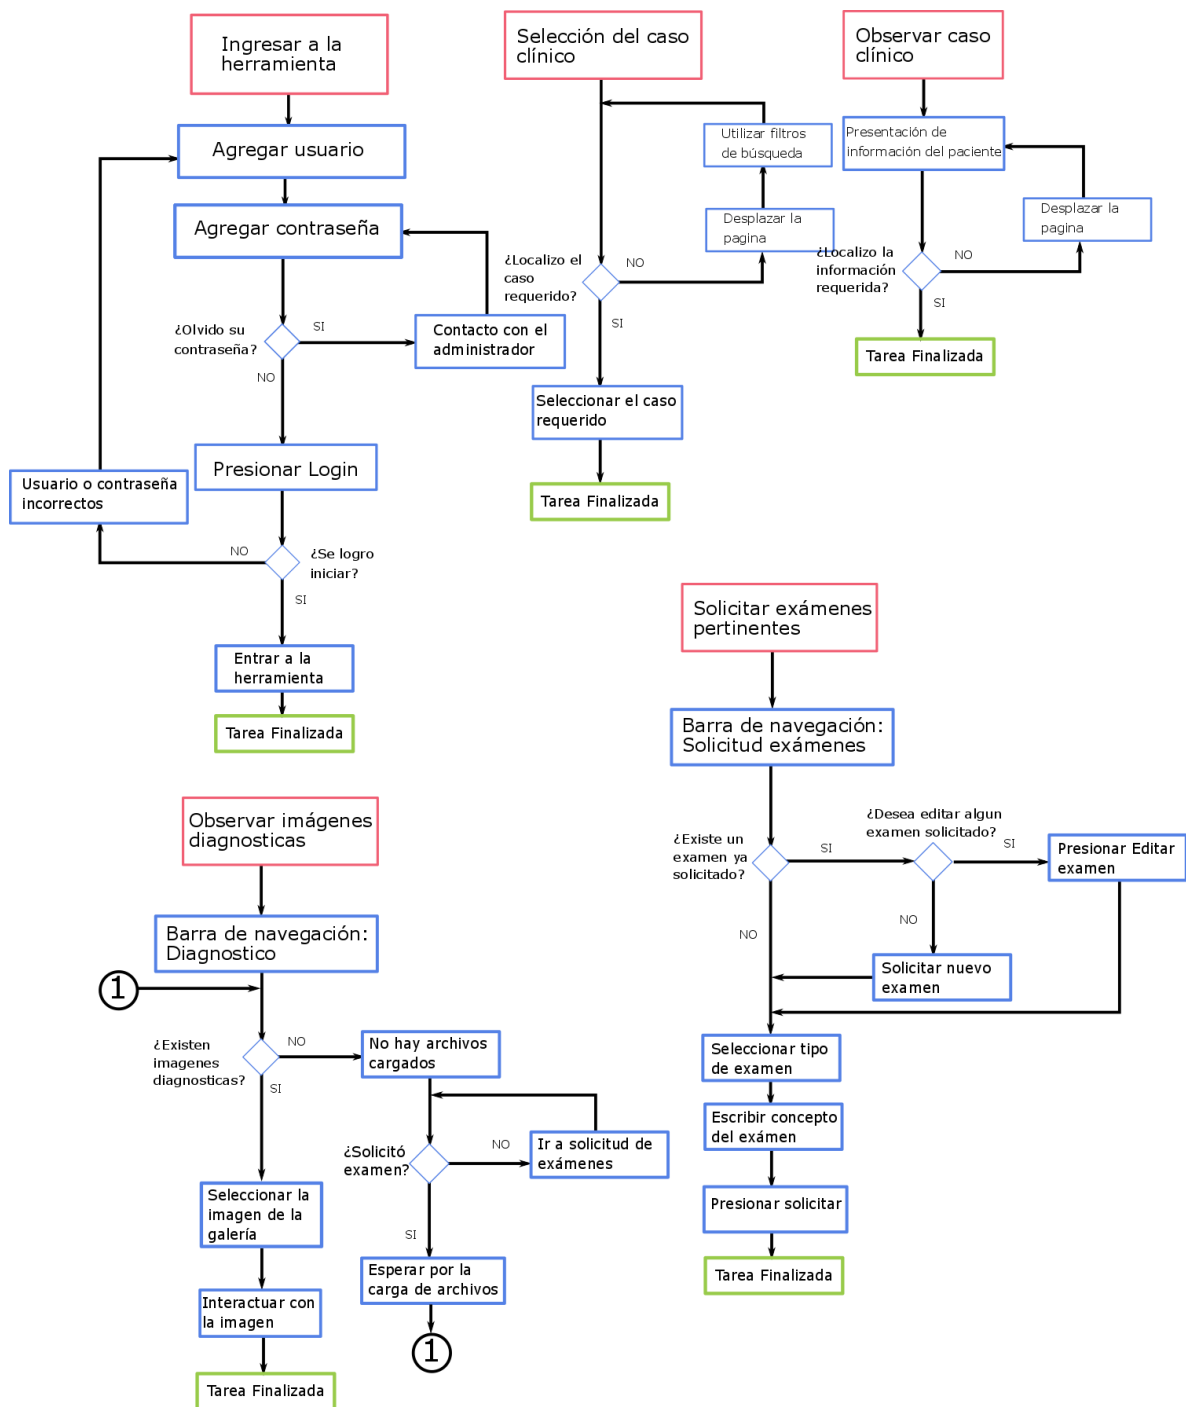 Ingresar a la
herramienta
Agregar usuario
Agregar contraseña
¿Olvido su
contraseña?
SI
Contacto con el
administrador
NO
Presionar Login
Usuario o contraseña
incorrectos
NO
¿Se logro
iniciar?
SI
Entrar a la
herramienta
Tarea Finalizada
Selección del caso
clínico
Utilizar filtros
de búsqueda
Desplazar la
pagina
¿Localizo el
caso
requerido?
NO
SI
Seleccionar el caso
requerido
Tarea Finalizada
Observar caso
clínico
Presentación de
información del paciente
Desplazar la
pagina
¿Localizo la
información
requerida?
NO
SI
Tarea Finalizada
Solicitar exámenes
pertinentes
Barra de navegación:
Solicitud exámenes
¿Existe un
examen ya
solicitado?
SI
¿Desea editar algun
examen solicitado?
SI
Presionar Editar
examen
NO
NO
Solicitar nuevo
examen
Seleccionar tipo
de examen
Escribir concepto
del exámen
Presionar solicitar
Tarea Finalizada
Observar imágenes
diagnosticas
Barra de navegación:
Diagnostico
1
¿Existen
imagenes
diagnosticas?
NO
No hay archivos
cargados
SI
¿Solicitó
examen?
NO
Ir a solicitud de
exámenes
SI
Esperar por la
carga de archivos
1
Seleccionar la
imagen de la
galería
Interactuar con
la imagen
Tarea Finalizada